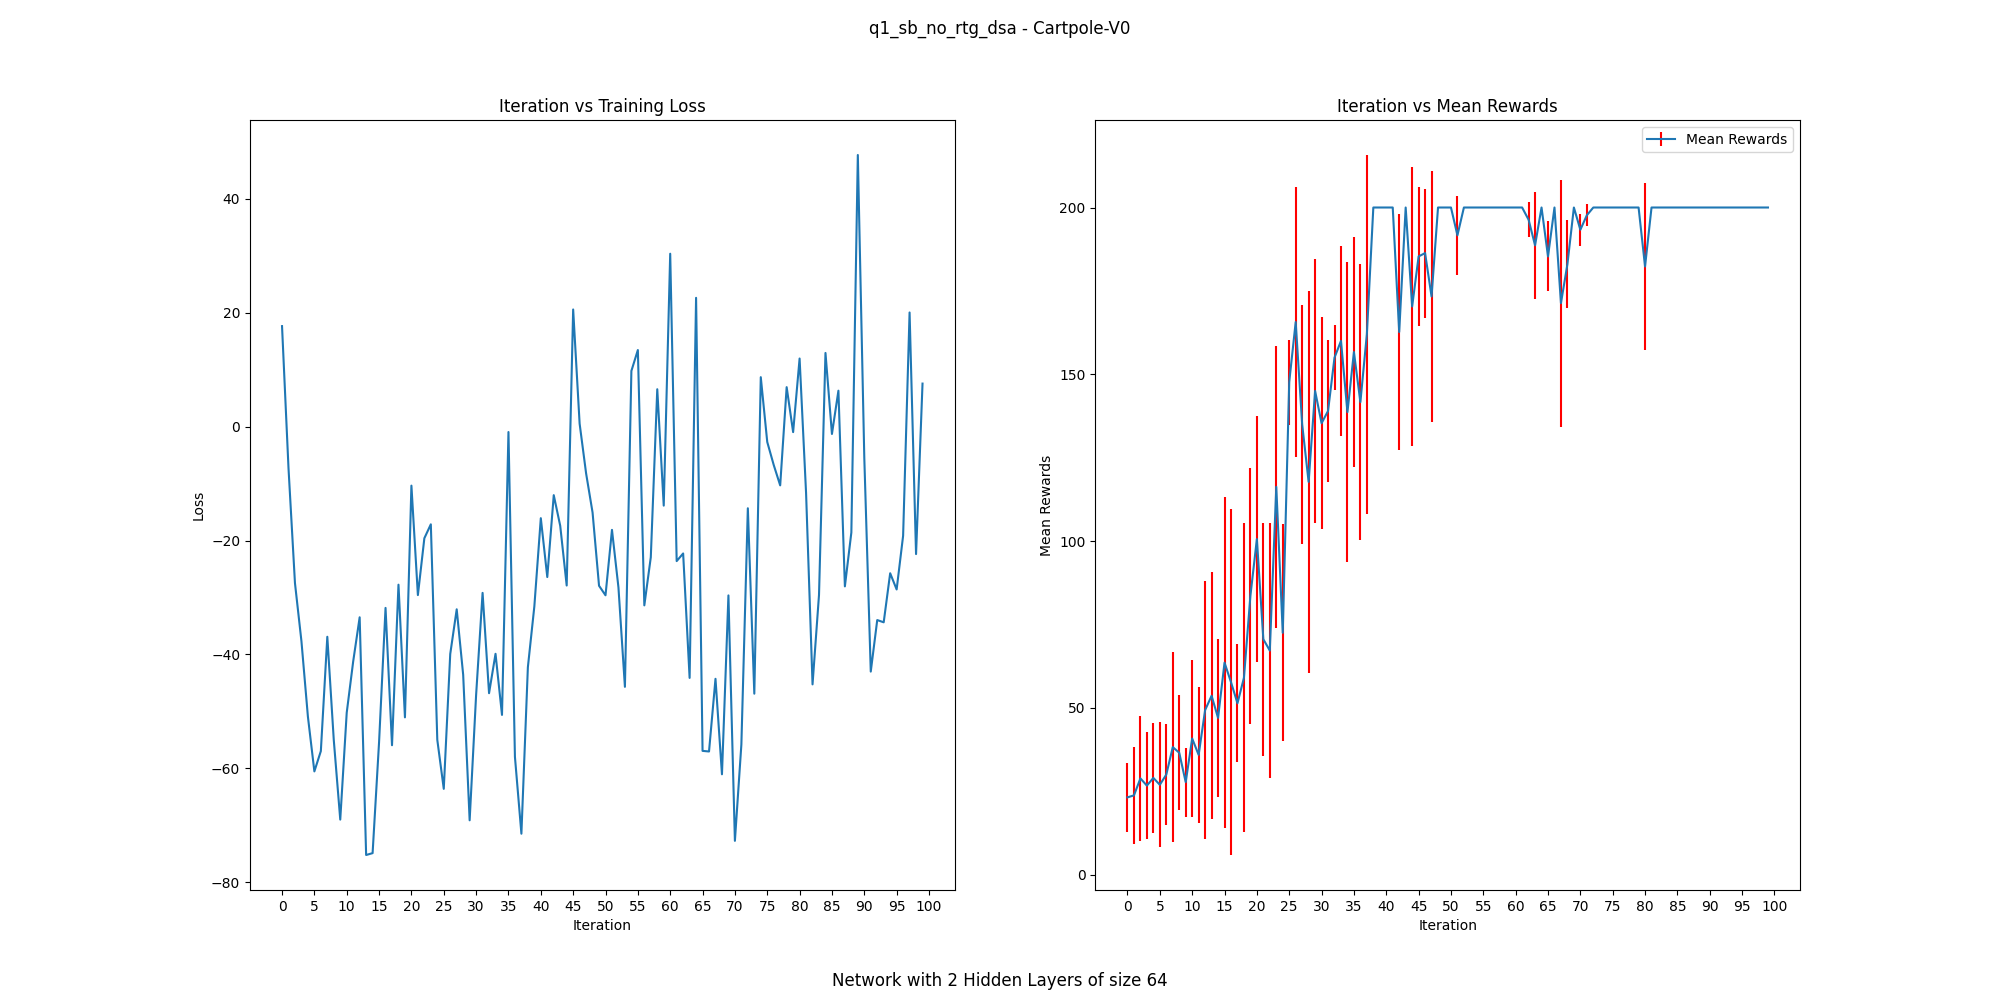 q1_sb_no_rtg_dsa - Cartpole-V0
Iteration vs Training Loss
40
20
0
−20
−40
−60
−80
Loss
0 5 10 15 20 25 30 35 40 45 50 55 60 65 70 75 80 85 90 95 100
Iteration
Iteration vs Mean Rewards
Mean Rewards
200
150
100
50
0
Mean Rewards
0 5 10 15 20 25 30 35 40 45 50 55 60 65 70 75 80 85 90 95 100
Iteration
Network with 2 Hidden Layers of size 64